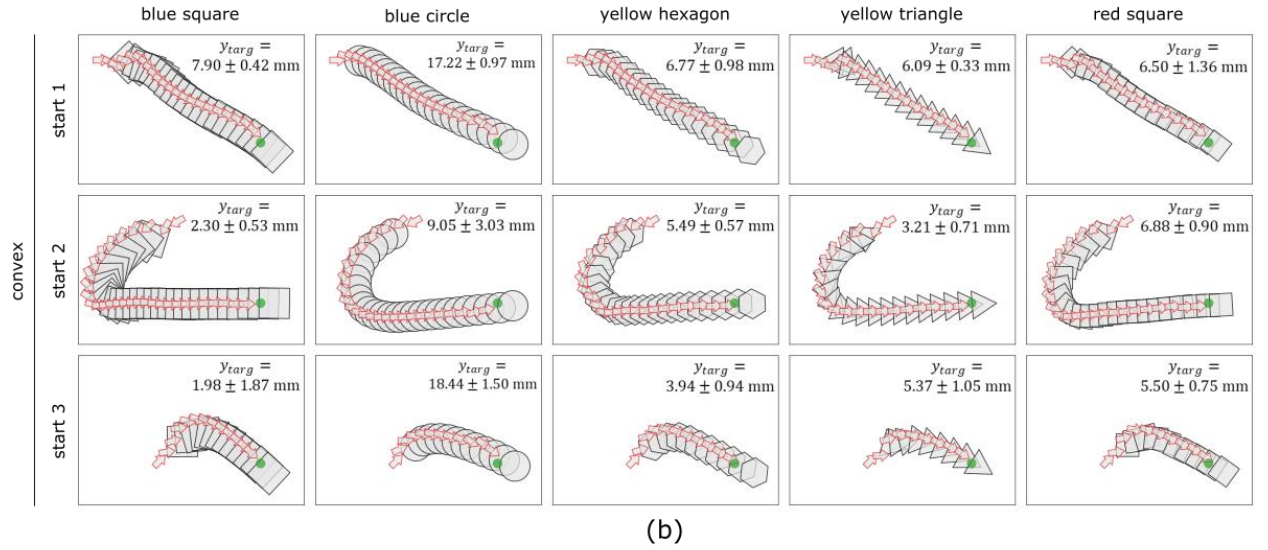 blue square
blue circle
yellow hexagon
yellow triangle
red square
convex
start 1
y_targ =
7.90 ± 0.42 mm
y_targ =
17.22 ± 0.97 mm
y_targ =
6.77 ± 0.98 mm
y_targ =
6.09 ± 0.33 mm
y_targ =
6.50 ± 1.36 mm
start 2
y_targ =
2.30 ± 0.53 mm
y_targ =
9.05 ± 3.03 mm
y_targ =
5.49 ± 0.57 mm
y_targ =
3.21 ± 0.71 mm
y_targ =
6.88 ± 0.90 mm
start 3
y_targ =
1.98 ± 1.87 mm
y_targ =
18.44 ± 1.50 mm
y_targ =
3.94 ± 0.94 mm
y_targ =
5.37 ± 1.05 mm
y_targ =
5.50 ± 0.75 mm
(b)